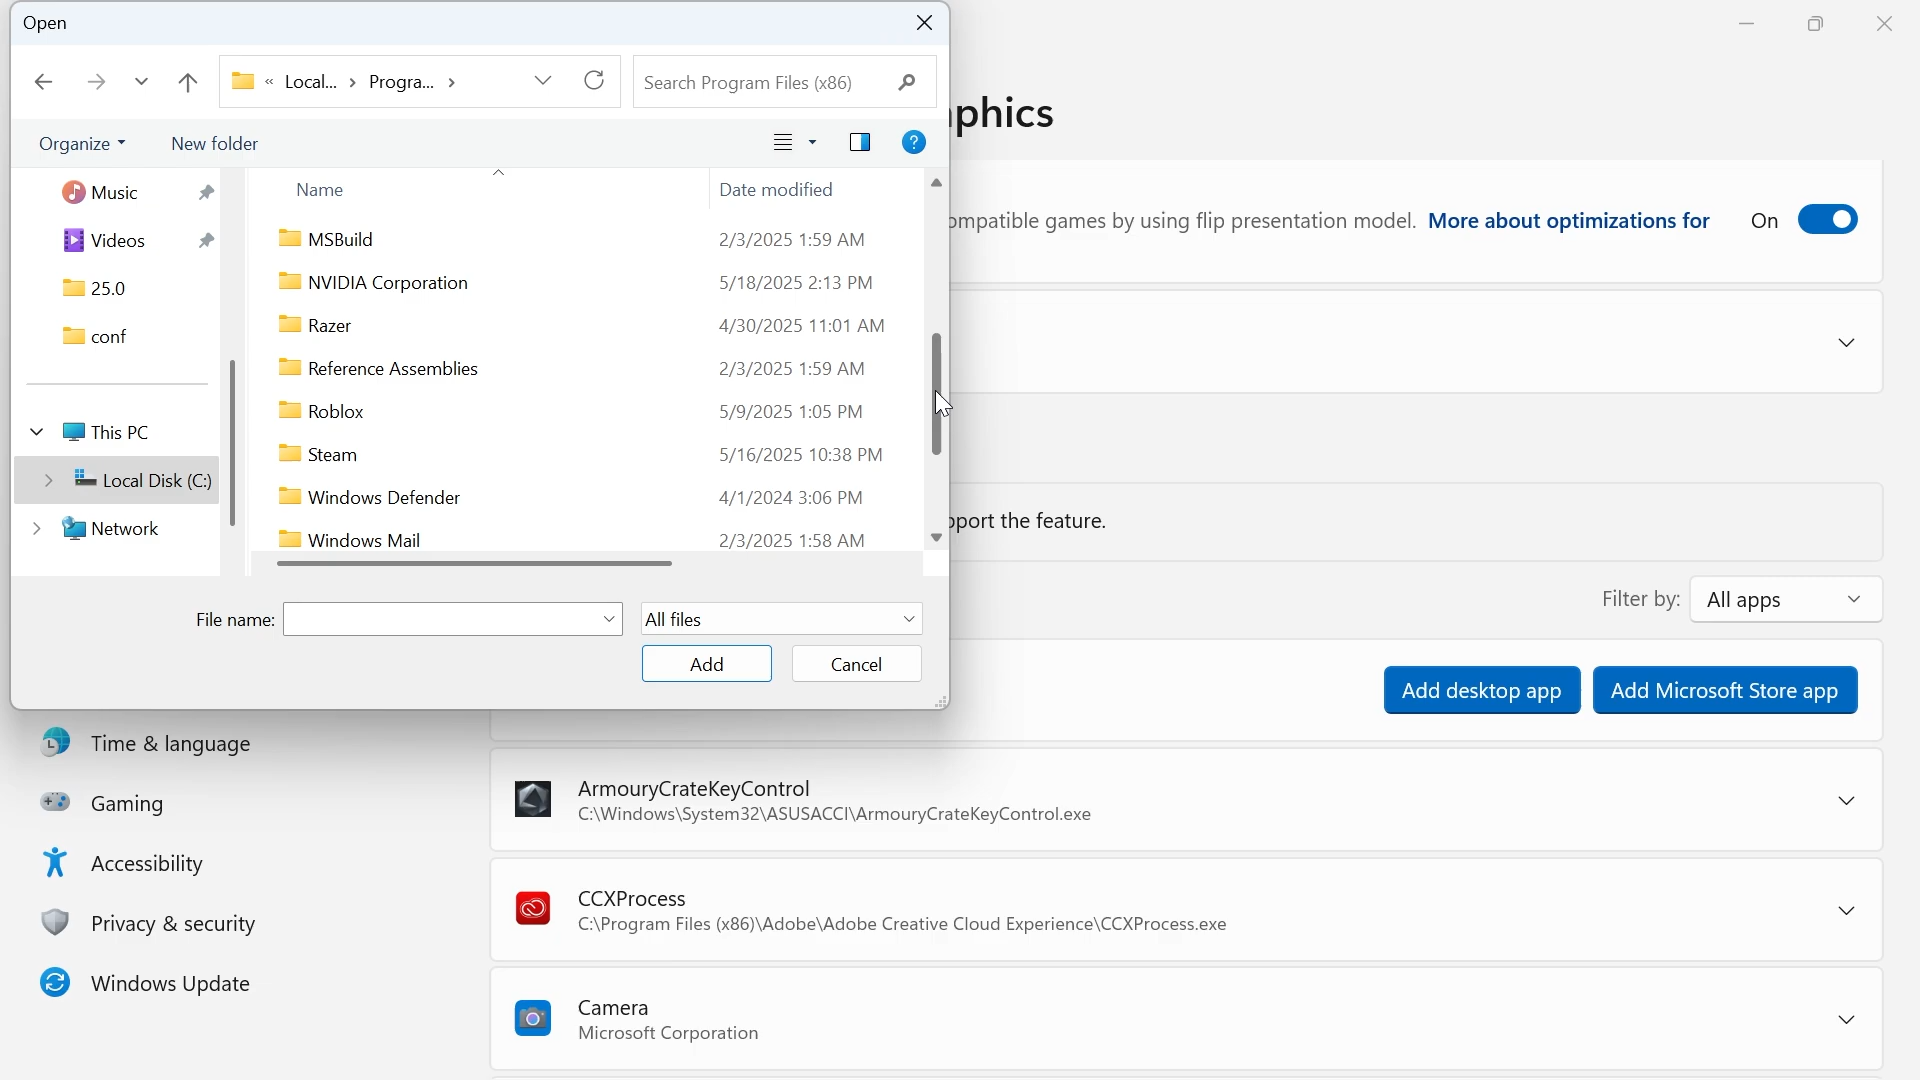 Open
« Local... > Progra... >
Search Program Files (x86)
Organize
New folder
Music
Videos
25.0
conf
This PC
Local Disk (C:)
Network
Name Date modified
MSBuild 2/3/2025 1:59 AM
NVIDIA Corporation 5/18/2025 2:13 PM
Razer 4/30/2025 11:01 AM
Reference Assemblies 2/3/2025 1:59 AM
Roblox 5/9/2025 1:05 PM
Steam 5/16/2025 10:38 PM
Windows Defender 4/1/2024 3:06 PM
Windows Mail 2/3/2025 1:58 AM
File name:
All files
Add
Cancel
phics
ompatible games by using flip presentation model. More about optimizations for
On
port the feature.
Filter by: All apps
Add desktop app
Add Microsoft Store app
Time & language
Gaming
Accessibility
Privacy & security
Windows Update
ArmouryCrateKeyControl
C:\Windows\System32\ASUSACCI\ArmouryCrateKeyControl.exe
CCXProcess
C:\Program Files (x86)\Adobe\Adobe Creative Cloud Experience\CCXProcess.exe
Camera
Microsoft Corporation